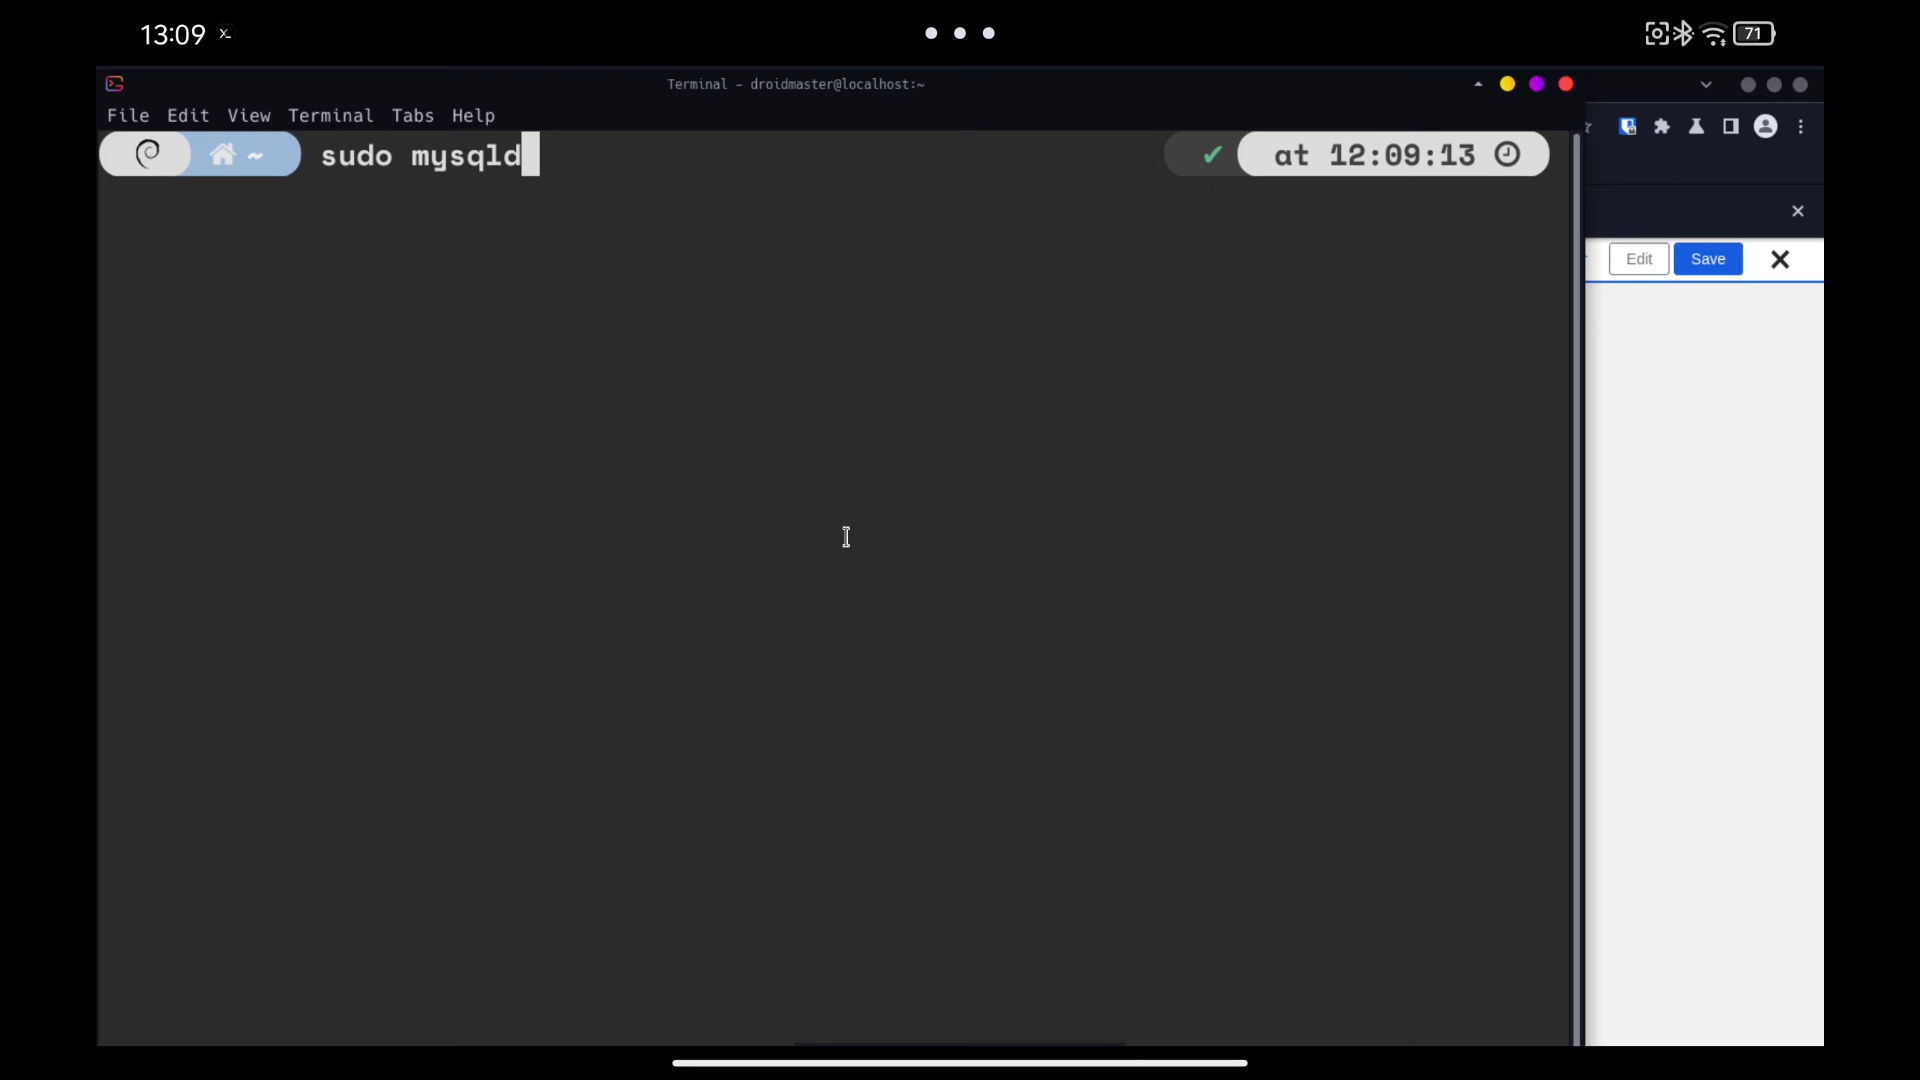 13:09
71
Terminal - droidmaster@localhost:~
File Edit View Terminal Tabs Help
~ sudo mysqld
at 12:09:13
Edit Save